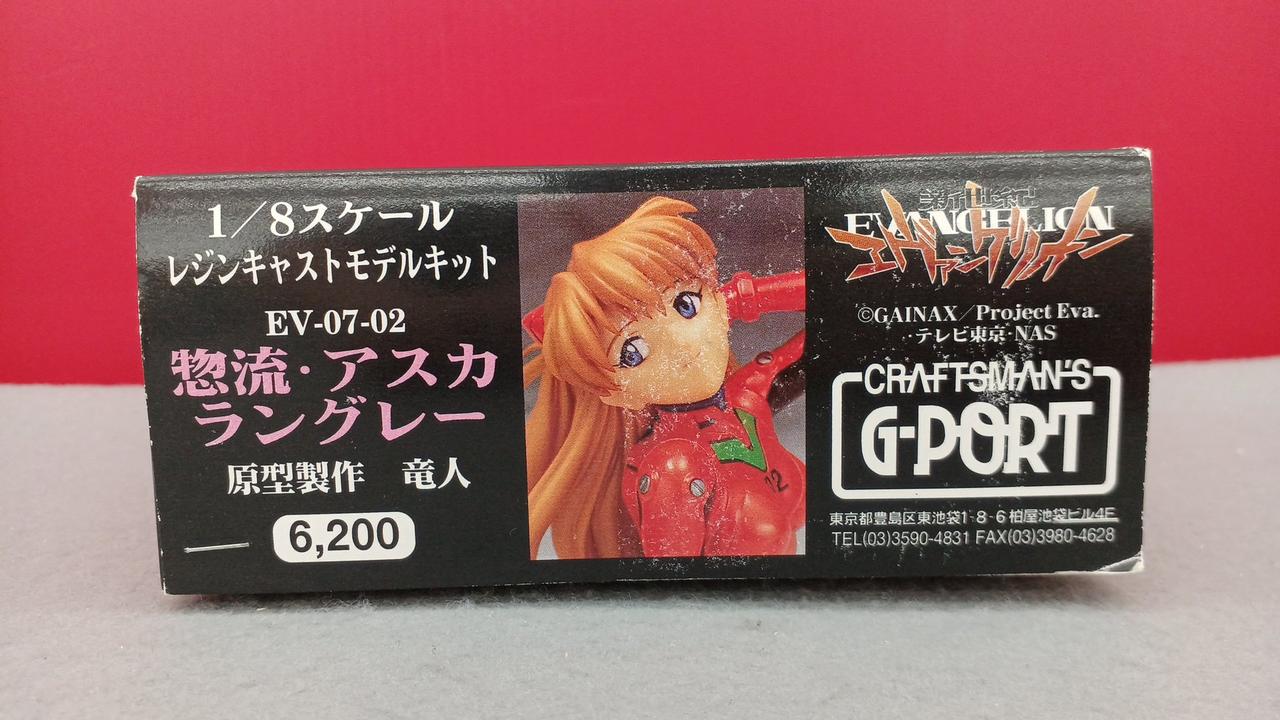 1/8スケール
レジンキャストモデルキット
EV-07-02
惣流・アスカ
ラングレー
原型製作　竜人
6,200
12
新世紀
EVANGELION
エヴァンゲリオン
©GAINAX/Project Eva.
テレビ東京・NAS
CRAFTSMAN'S
G-PORT
東京都豊島区東池袋1-8-6 柏屋池袋ビル4F
TEL(03)3590-4831 FAX(03)3980-4628